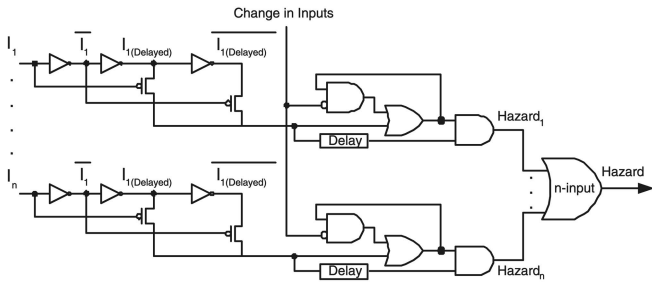 Change in Inputs
I1 I1 I1(Delayed) I1(Delayed)
Delay
Hazard1
In I1 I1(Delayed) I1(Delayed)
Delay
Hazardn
n-input
Hazard